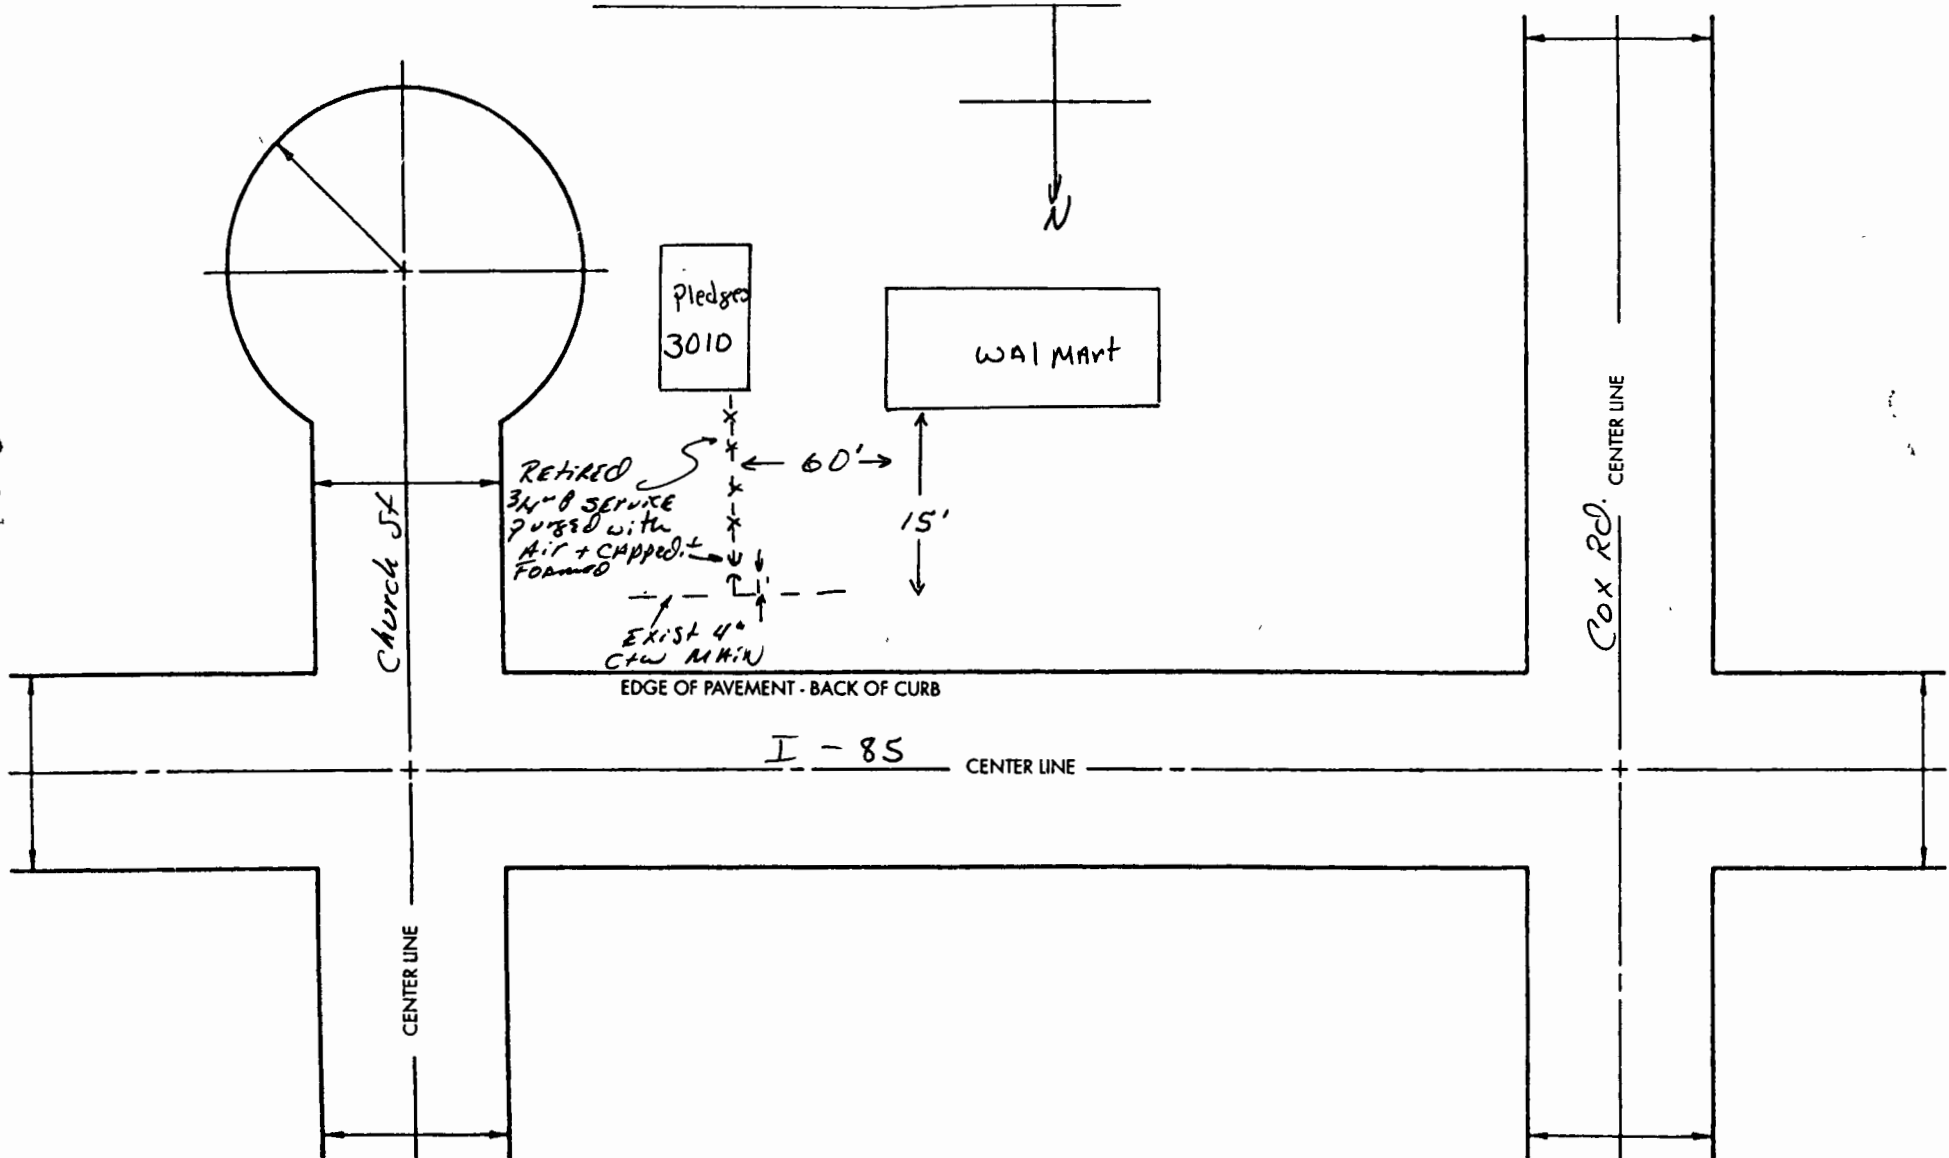 N
Pledges
3010
WAl MArt
RETiRED
3/4" P SErViCE
purged with
Air + CApped. +
FOAmed
60'
15'
1'
Exist 4"
C+W MAiN
Church St
COX RD.
CENTER LINE
EDGE OF PAVEMENT - BACK OF CURB
I - 85
CENTER LINE
CENTER LINE